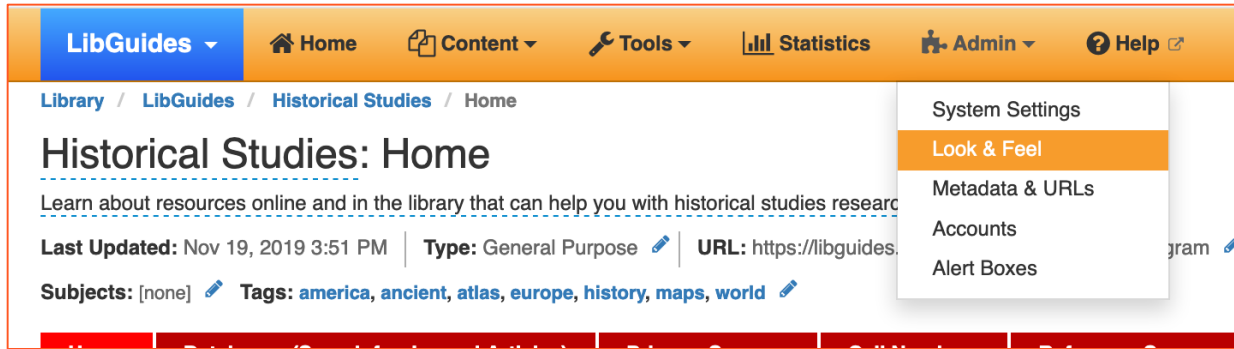 LibGuides Home Content Tools Statistics Admin Help
Library / LibGuides / Historical Studies / Home
System Settings
Historical Studies: Home
Look & Feel
Metadata & URLs
Learn about resources online and in the library that can help you with historical studies
Accounts
Last Updated: Nov 19, 2019 3:51 PM Type: General Purpose URL: https://libguides.
Alert Boxes
Subjects: [none] Tags: america, ancient, atlas, europe, history, maps, world